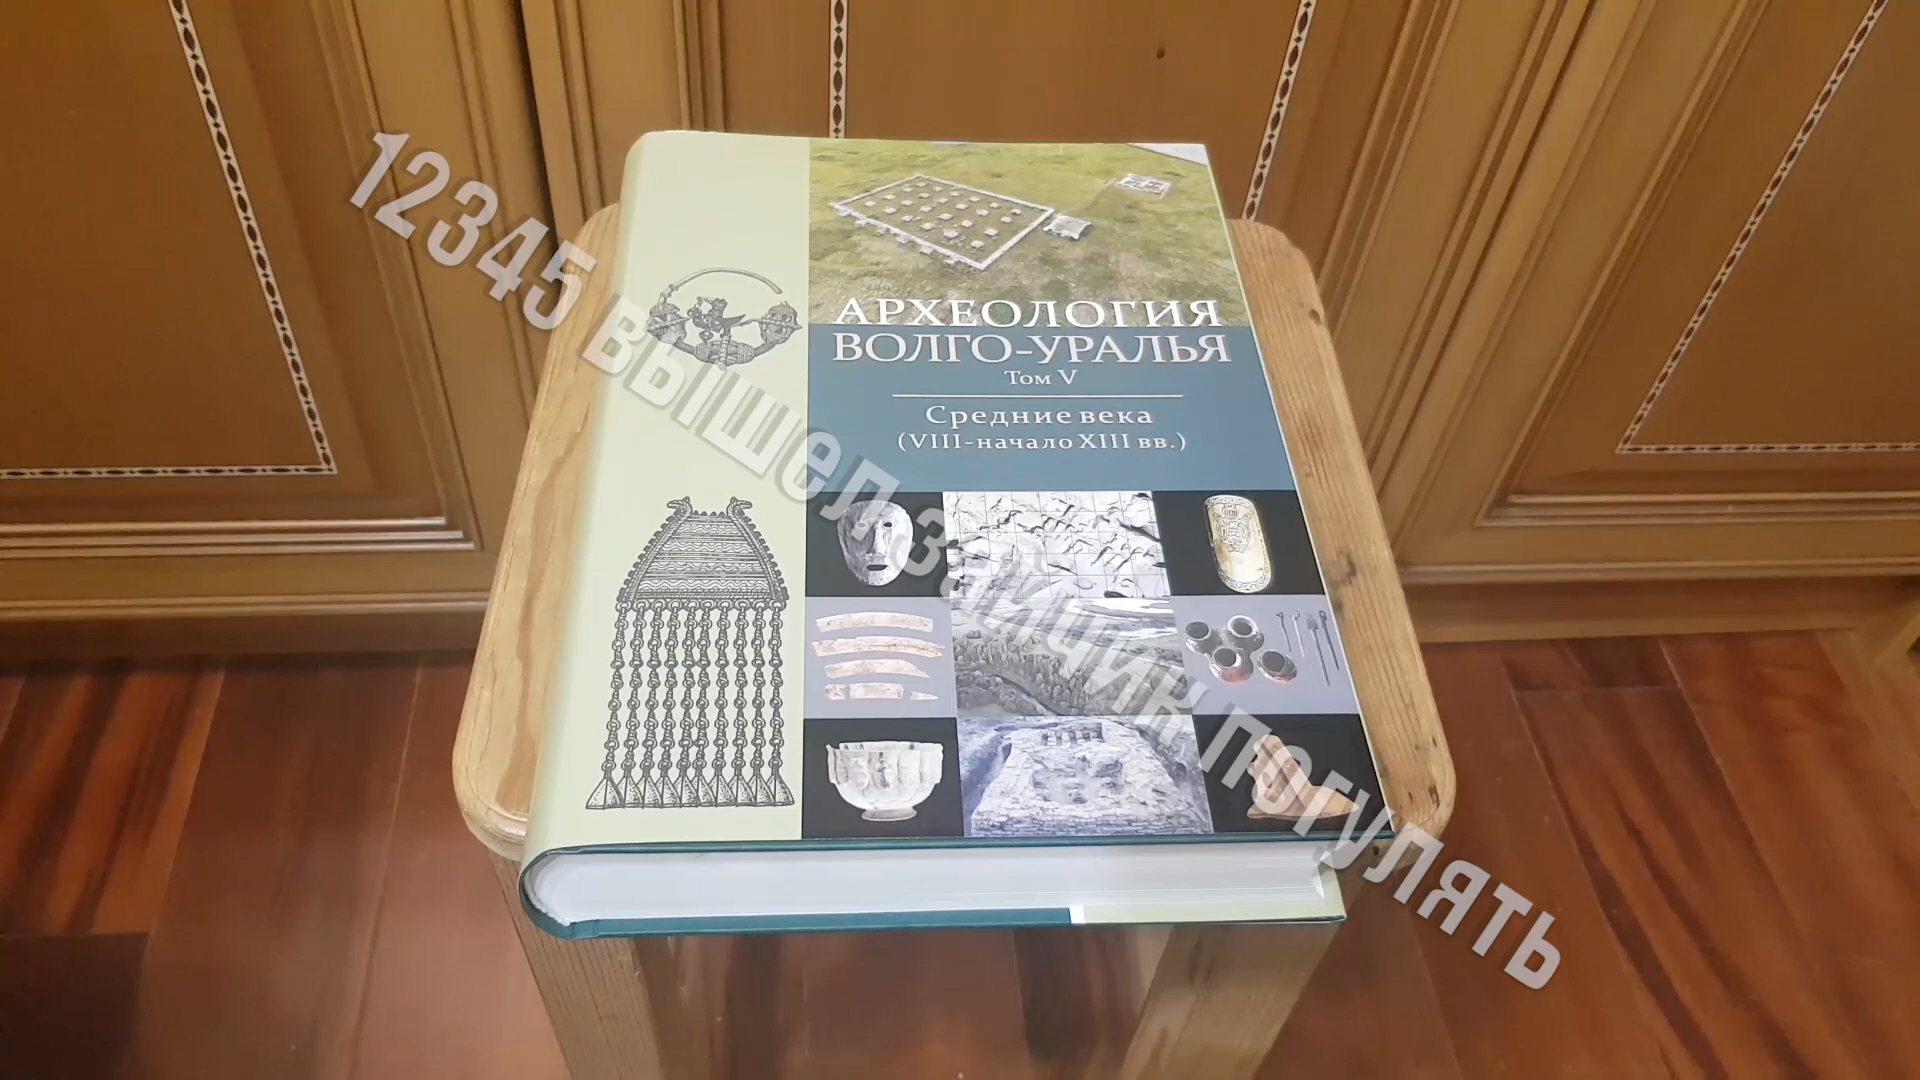 12345 вышел зайчик погулять
АРХЕОЛОГИЯ
ВОЛГО-УРАЛЬЯ
Том V
Средние века
(VIII-начало XIII вв.)